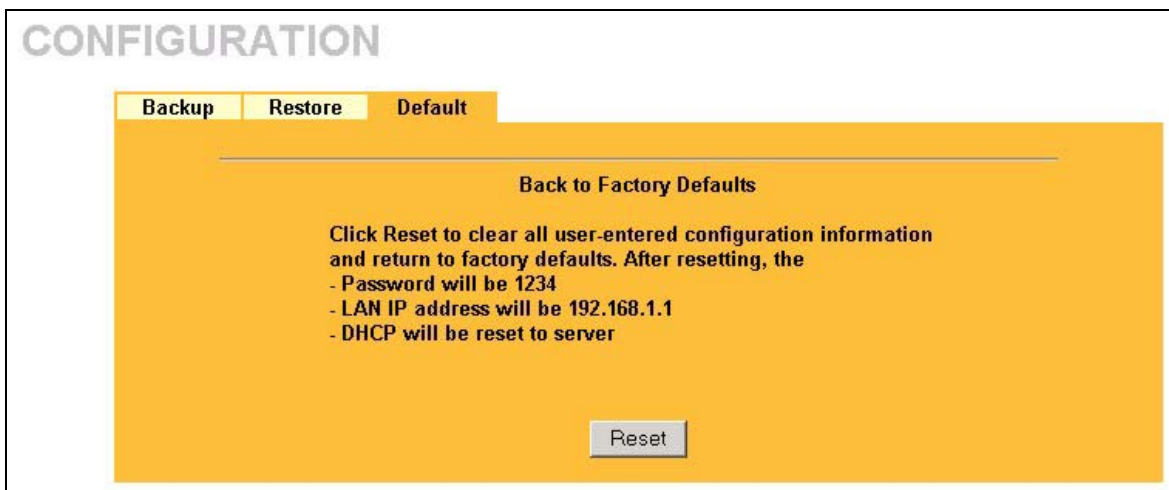 CONFIGURATION
Backup Restore Default
Back to Factory Defaults
Click Reset to clear all user-entered configuration information
and return to factory defaults. After resetting, the
- Password will be 1234
- LAN IP address will be 192.168.1.1
- DHCP will be reset to server
Reset